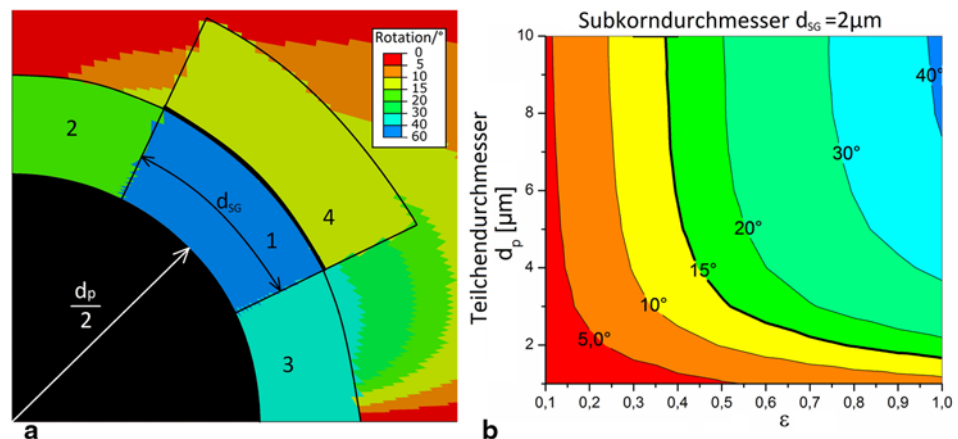 Rotation/°
0
5
10
15
20
30
40
60
2
d_SG
1
4
3
d_p
2
a
Subkorndurchmesser d_SG =2µm
Teilchendurchmesser
d_p [µm]
10
8
6
4
2
40°
30°
20°
15°
10°
5,0°
0,1 0,2 0,3 0,4 0,5 0,6 0,7 0,8 0,9 1,0
ε
b